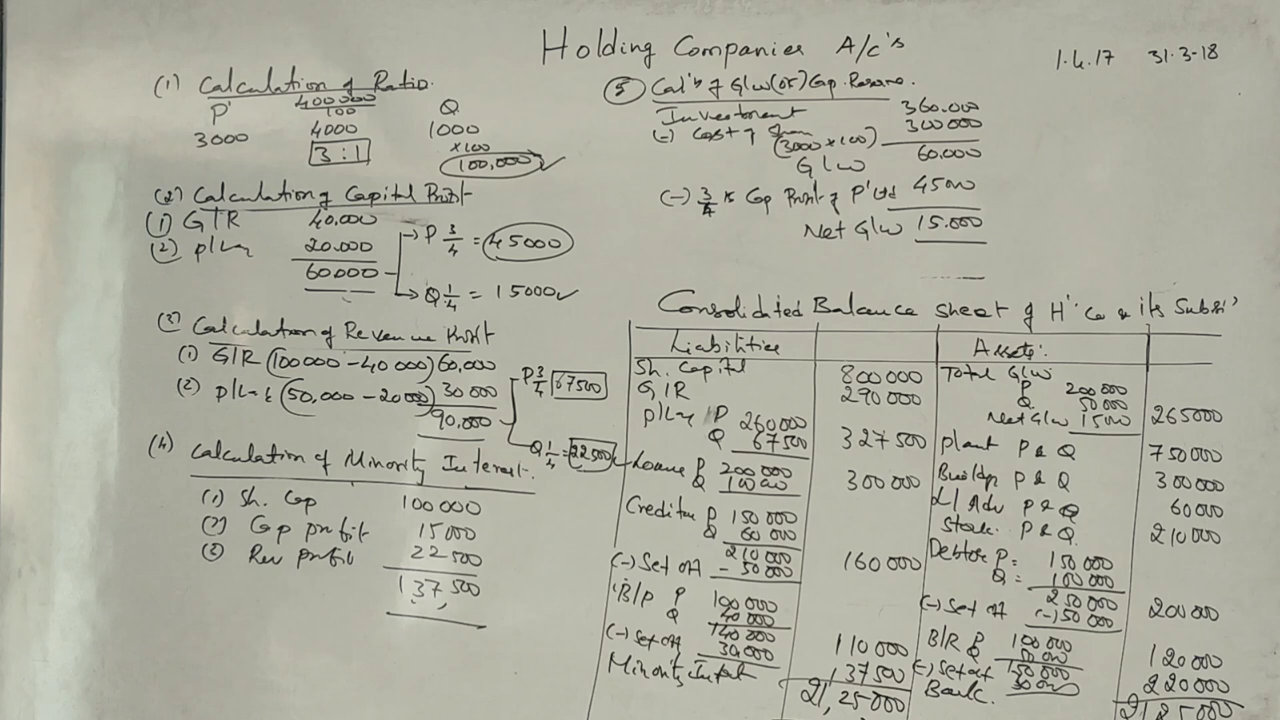 Holding Companies A/c's
1.4.17 31.3-18
(1) Calculation of Ratio.
P' 400000/100 Q
3000 4000 1000
3:1 ×100
100,000
(2) Calculation of Capital Profit
(1) G/R 40,000
(2) p/L 20.000
60000
→ P 3/4 = 45000
→ Q 1/4 = 15000
(3) Calculation of Revenue Profit
(1) G/R (100000 - 40000) 60,000
(2) p/L (50,000 - 20000) 30000
90,000
P 3/4 67500
Q 1/4 = 22500
(4) Calculation of Minority Interest.
(1) Sh. Cap 100000
(2) Cap profit 15000
(3) Rev profit 22500
137,500
(5) Cal'n of G/w (or) Cap. Reserve.
Investment 360.000
(-) Cost of Share (3000 × 100) 300000
G/w 60.000
(-) 3/4 Cap Profit of P' Ltd 45000
Net G/w 15.000
Consolidated Balance Sheet of H' Co & its Subsi'
Liabilities Assets:
Sh. Capital 800000 Total G/w
G/R 290000 P 200000
Q 50000
p/L P 260000 Net G/w 15000 265000
Q 67500 327500 plant P & Q 750000
Loans P 200000
Q 100000 300000 Buildgs P & Q 300000
L/Adv P & Q 60000
Creditors P 150000 Stock. P & Q 210000
Q 60000
210000
(-) Set off - 50000 160000 Debtors P = 150000
Q = 100000
250000
(-) Set off (-) 50000 200000
B/P P 100000
Q 40000
140000
(-) Set off 30000 110000
B/R P 100000
Q 50000
150000
(-) Set off 30000 120000
Minority Intrst 137500 Bank. 220000
21,25000 2125000